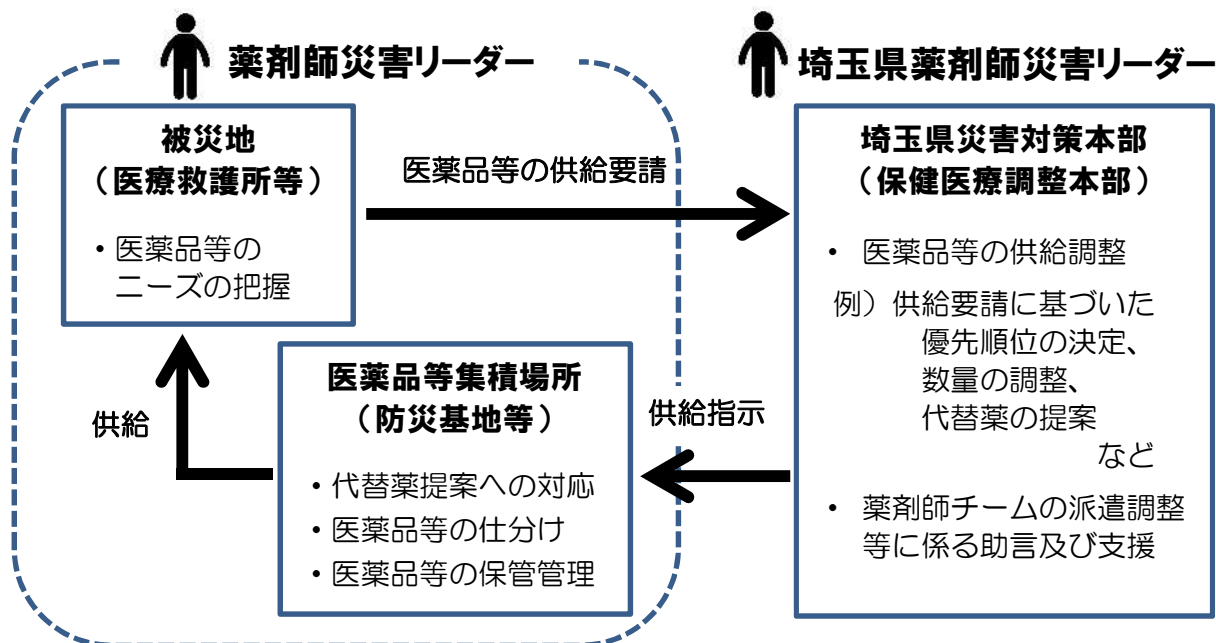 薬剤師災害リーダー
被災地
（医療救護所等）
・医薬品等の
ニーズの把握
医薬品等の供給要請
埼玉県薬剤師災害リーダー
埼玉県災害対策本部
（保健医療調整本部）
・ 医薬品等の供給調整
例）供給要請に基づいた
優先順位の決定、
数量の調整、
代替薬の提案
など
・ 薬剤師チームの派遣調整
等に係る助言及び支援
供給指示
医薬品等集積場所
（防災基地等）
・代替薬提案への対応
・医薬品等の仕分け
・医薬品等の保管管理
供給